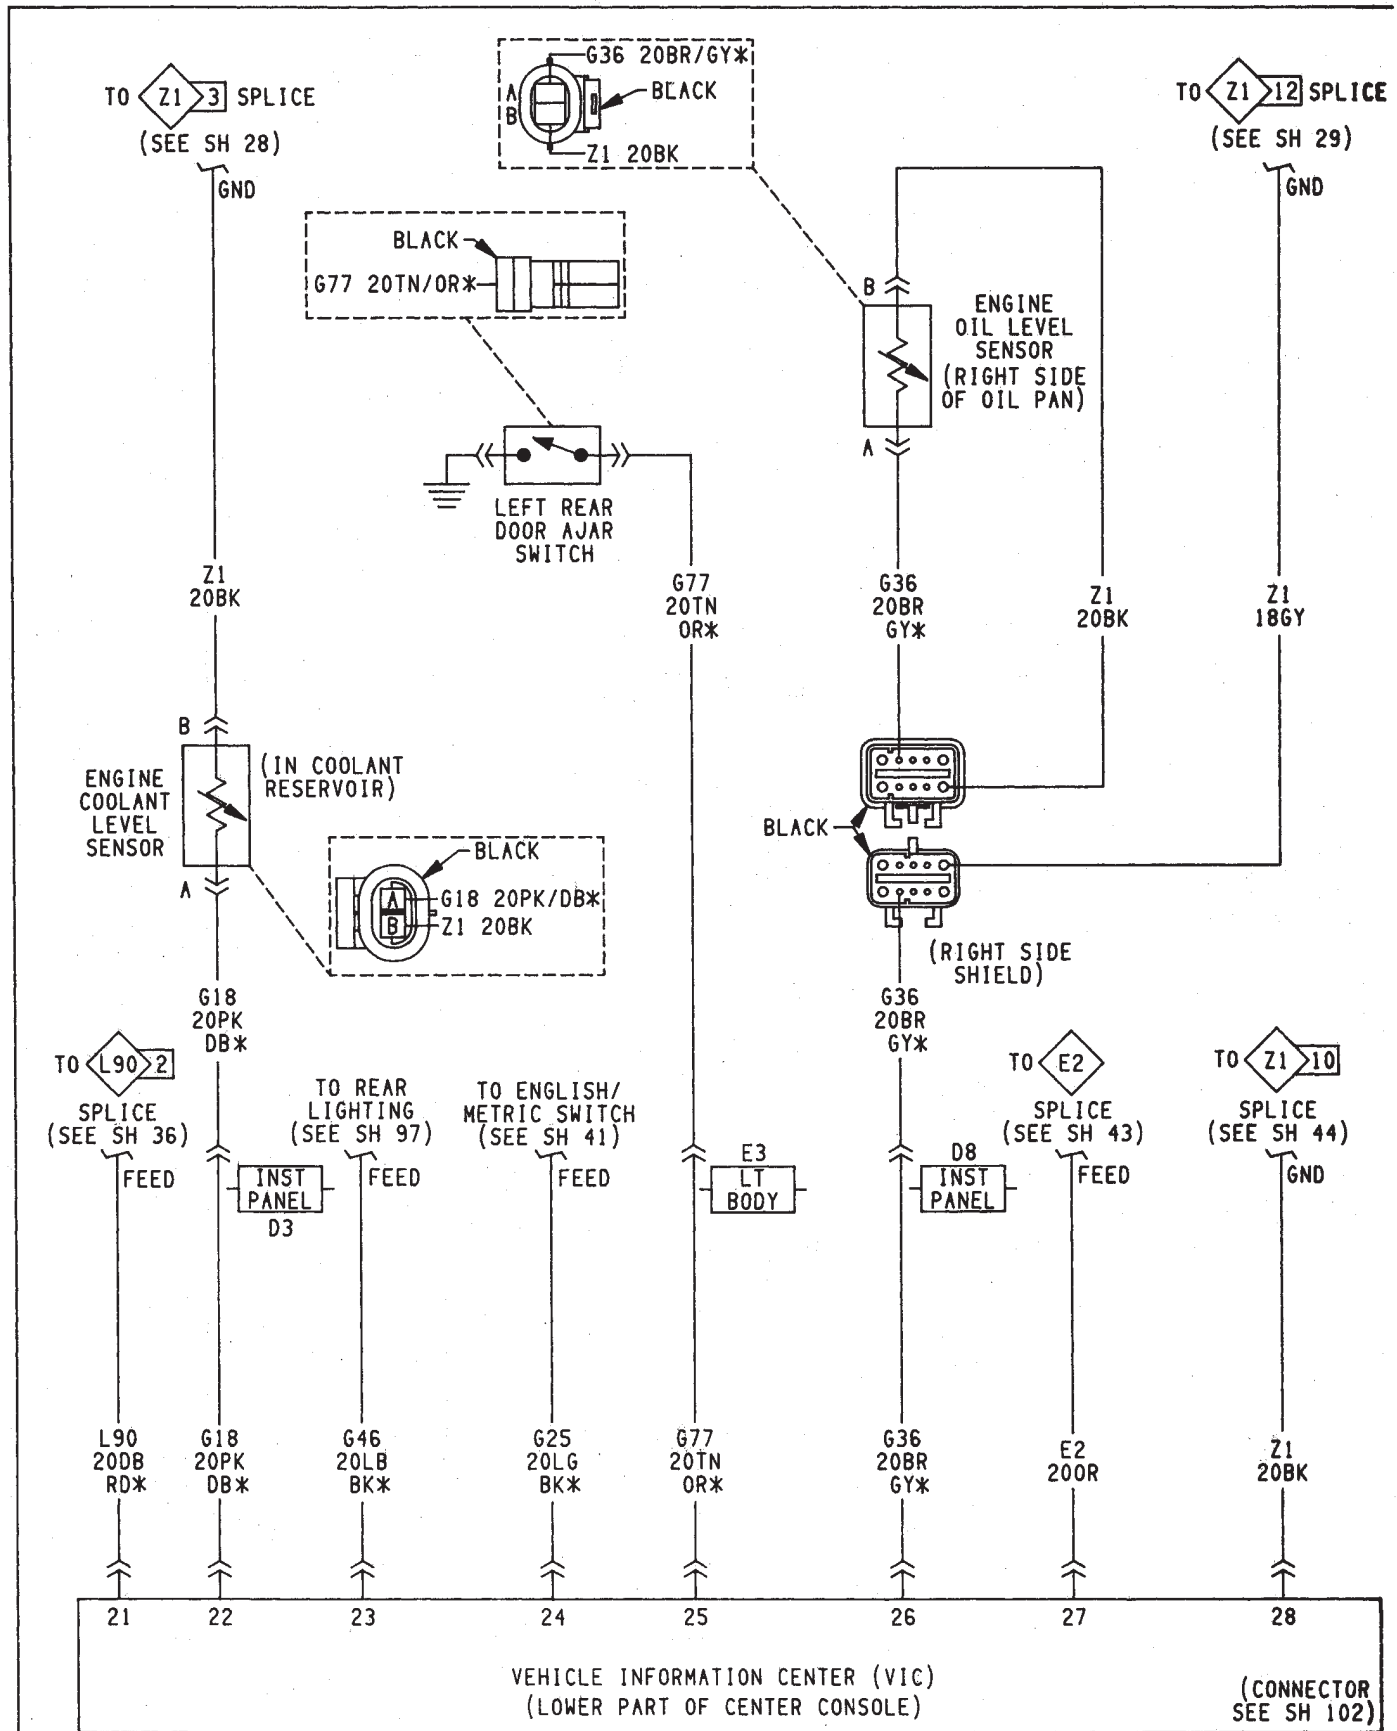 G36 20BR/GY*
A
B
BLACK
Z1 20BK
TO Z1 3 SPLICE
(SEE SH 28)
GND
TO Z1 12 SPLICE
(SEE SH 29)
GND
BLACK
G77 20TN/OR*
B
ENGINE
OIL LEVEL
SENSOR
(RIGHT SIDE
OF OIL PAN)
A
LEFT REAR
DOOR AJAR
SWITCH
Z1
20BK
G77
20TN
OR*
G36
20BR
GY*
Z1
20BK
Z1
18GY
B
ENGINE
COOLANT
LEVEL
SENSOR
(IN COOLANT
RESERVOIR)
A
BLACK
A
G18 20PK/DB*
B
Z1 20BK
BLACK
(RIGHT SIDE
SHIELD)
G18
20PK
DB*
G36
20BR
GY*
TO L90 2
SPLICE
(SEE SH 36)
FEED
INST
PANEL
D3
TO REAR
LIGHTING
(SEE SH 97)
FEED
TO ENGLISH/
METRIC SWITCH
(SEE SH 41)
FEED
E3
LT
BODY
D8
INST
PANEL
TO E2
SPLICE
(SEE SH 43)
FEED
TO Z1 10
SPLICE
(SEE SH 44)
GND
L90
20DB
RD*
G18
20PK
DB*
G46
20LB
BK*
G25
20LG
BK*
G77
20TN
OR*
G36
20BR
GY*
E2
20OR
Z1
20BK
21 22 23 24 25 26 27 28
VEHICLE INFORMATION CENTER (VIC)
(LOWER PART OF CENTER CONSOLE)
(CONNECTOR
SEE SH 102)